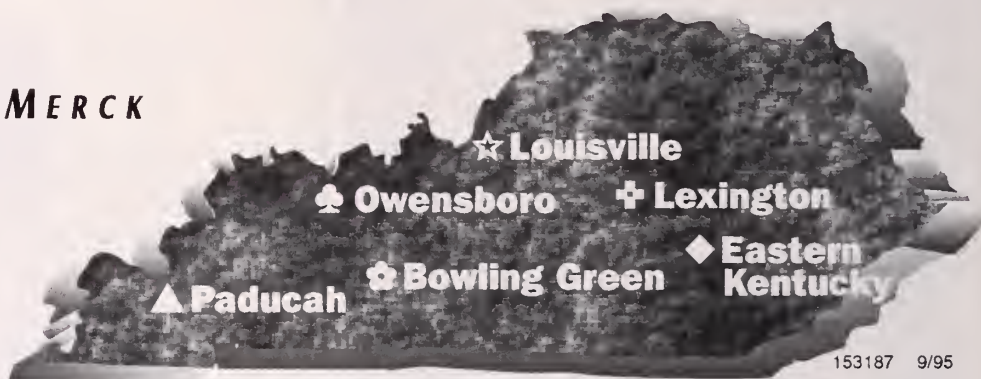 MERCK
Louisville
Owensboro
Lexington
Eastern
Kentucky
Bowling Green
Paducah
153187 9/95